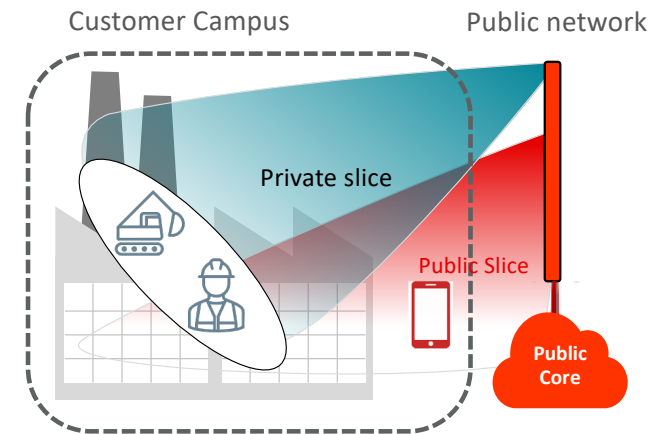 Customer Campus
Public network
Private slice
Public Slice
Public
Core